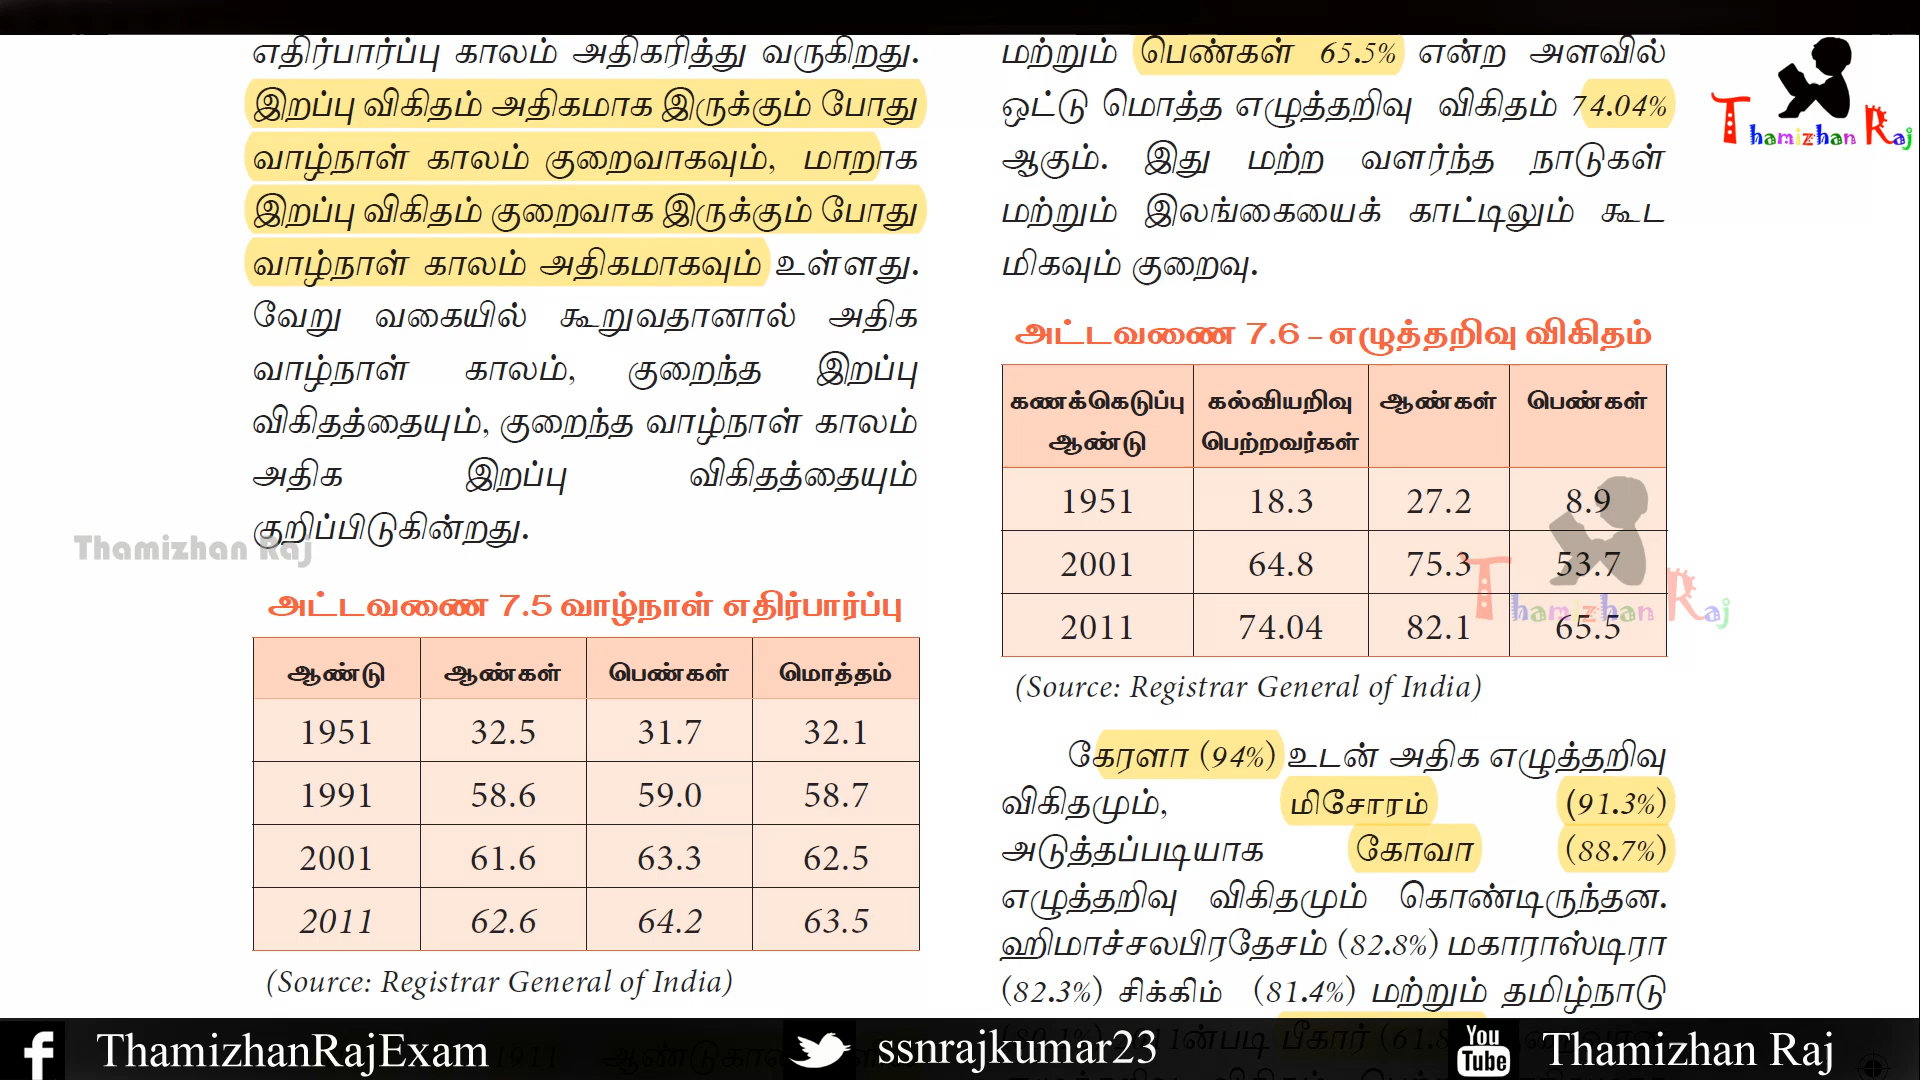 எதிர்பார்ப்பு காலம் அதிகரித்து வருகிறது.
இறப்பு விகிதம் அதிகமாக இருக்கும் போது
வாழ்நாள் காலம் குறைவாகவும், மாறாக
இறப்பு விகிதம் குறைவாக இருக்கும் போது
வாழ்நாள் காலம் அதிகமாகவும் உள்ளது.
வேறு வகையில் கூறுவதானால் அதிக
வாழ்நாள் காலம், குறைந்த இறப்பு
விகிதத்தையும், குறைந்த வாழ்நாள் காலம்
அதிக இறப்பு விகிதத்தையும்
குறிப்பிடுகின்றது.
Thamizhan Raj
அட்டவணை 7.5 வாழ்நாள் எதிர்பார்ப்பு
ஆண்டு ஆண்கள் பெண்கள் மொத்தம்
1951 32.5 31.7 32.1
1991 58.6 59.0 58.7
2001 61.6 63.3 62.5
2011 62.6 64.2 63.5
(Source: Registrar General of India)
மற்றும் பெண்கள் 65.5% என்ற அளவில்
ஒட்டு மொத்த எழுத்தறிவு விகிதம் 74.04%
ஆகும். இது மற்ற வளர்ந்த நாடுகள்
மற்றும் இலங்கையைக் காட்டிலும் கூட
மிகவும் குறைவு.
அட்டவணை 7.6 – எழுத்தறிவு விகிதம்
கணக்கெடுப்பு கல்வியறிவு ஆண்கள் பெண்கள்
ஆண்டு பெற்றவர்கள்
1951 18.3 27.2 8.9
2001 64.8 75.3 53.7
2011 74.04 82.1 65.5
Thamizhan Raj
(Source: Registrar General of India)
கேரளா (94%) உடன் அதிக எழுத்தறிவு
விகிதமும், மிசோரம் (91.3%)
அடுத்தப்படியாக கோவா (88.7%)
எழுத்தறிவு விகிதமும் கொண்டிருந்தன.
ஹிமாச்சலபிரதேசம் (82.8%) மகாராஸ்டிரா
(82.3%) சிக்கிம் (81.4%) மற்றும் தமிழ்நாடு
Thamizhan Raj
ThamizhanRajExam
ssnrajkumar23
You Tube
Thamizhan Raj